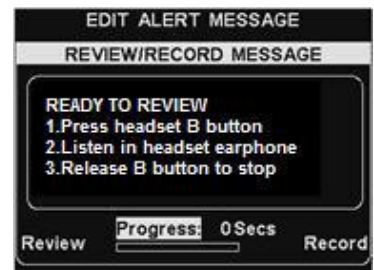 EDIT ALERT MESSAGE
REVIEW/RECORD MESSAGE
READY TO REVIEW
1.Press headset B button
2.Listen in headset earphone
3.Release B button to stop
Progress: 0Secs
Review Record